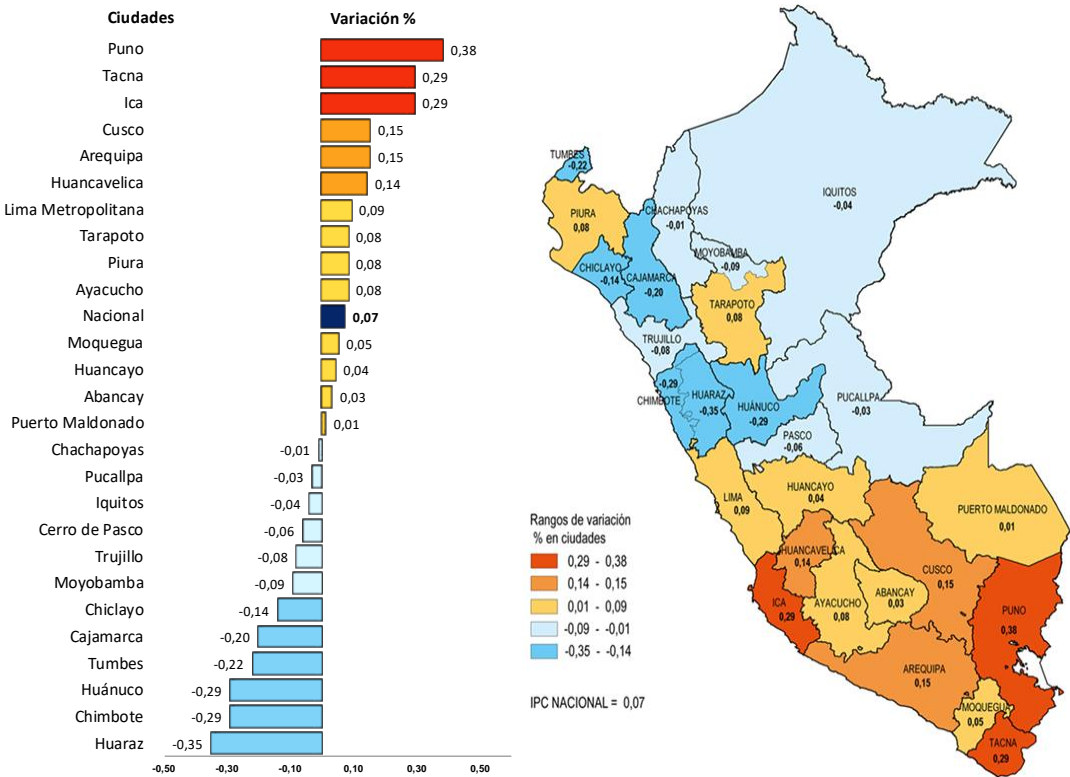 Ciudades Variación %
Puno 0,38
Tacna 0,29
Ica 0,29
Cusco 0,15
Arequipa 0,15
Huancavelica 0,14
Lima Metropolitana 0,09
Tarapoto 0,08
Piura 0,08
Ayacucho 0,08
Nacional 0,07
Moquegua 0,05
Huancayo 0,04
Abancay 0,03
Puerto Maldonado 0,01
Chachapoyas -0,01
Pucallpa -0,03
Iquitos -0,04
Cerro de Pasco -0,06
Trujillo -0,08
Moyobamba -0,09
Chiclayo -0,14
Cajamarca -0,20
Tumbes -0,22
Huánuco -0,29
Chimbote -0,29
Huaraz -0,35
-0,50 -0,30 -0,10 0,10 0,30 0,50
TUMBES
-0,22
PIURA
0,08
CHACHAPOYAS
-0,01
IQUITOS
-0,04
MOYOBAMBA
-0,09
CHICLAYO
-0,14
CAJAMARCA
-0,20
TARAPOTO
0,08
TRUJILLO
-0,08
-0,29
CHIMBOTE
HUARAZ
-0,35
HUÁNUCO
-0,29
PUCALLPA
-0,03
PASCO
-0,06
LIMA
0,09
HUANCAYO
0,04
PUERTO MALDONADO
0,01
HUANCAVELICA
0,14
CUSCO
0,15
ICA
0,29
AYACUCHO
0,08
ABANCAY
0,03
PUNO
0,38
AREQUIPA
0,15
MOQUEGUA
0,05
TACNA
0,29
Rangos de variación
% en ciudades
0,29 - 0,38
0,14 - 0,15
0,01 - 0,09
-0,09 - -0,01
-0,35 - -0,14
IPC NACIONAL = 0,07